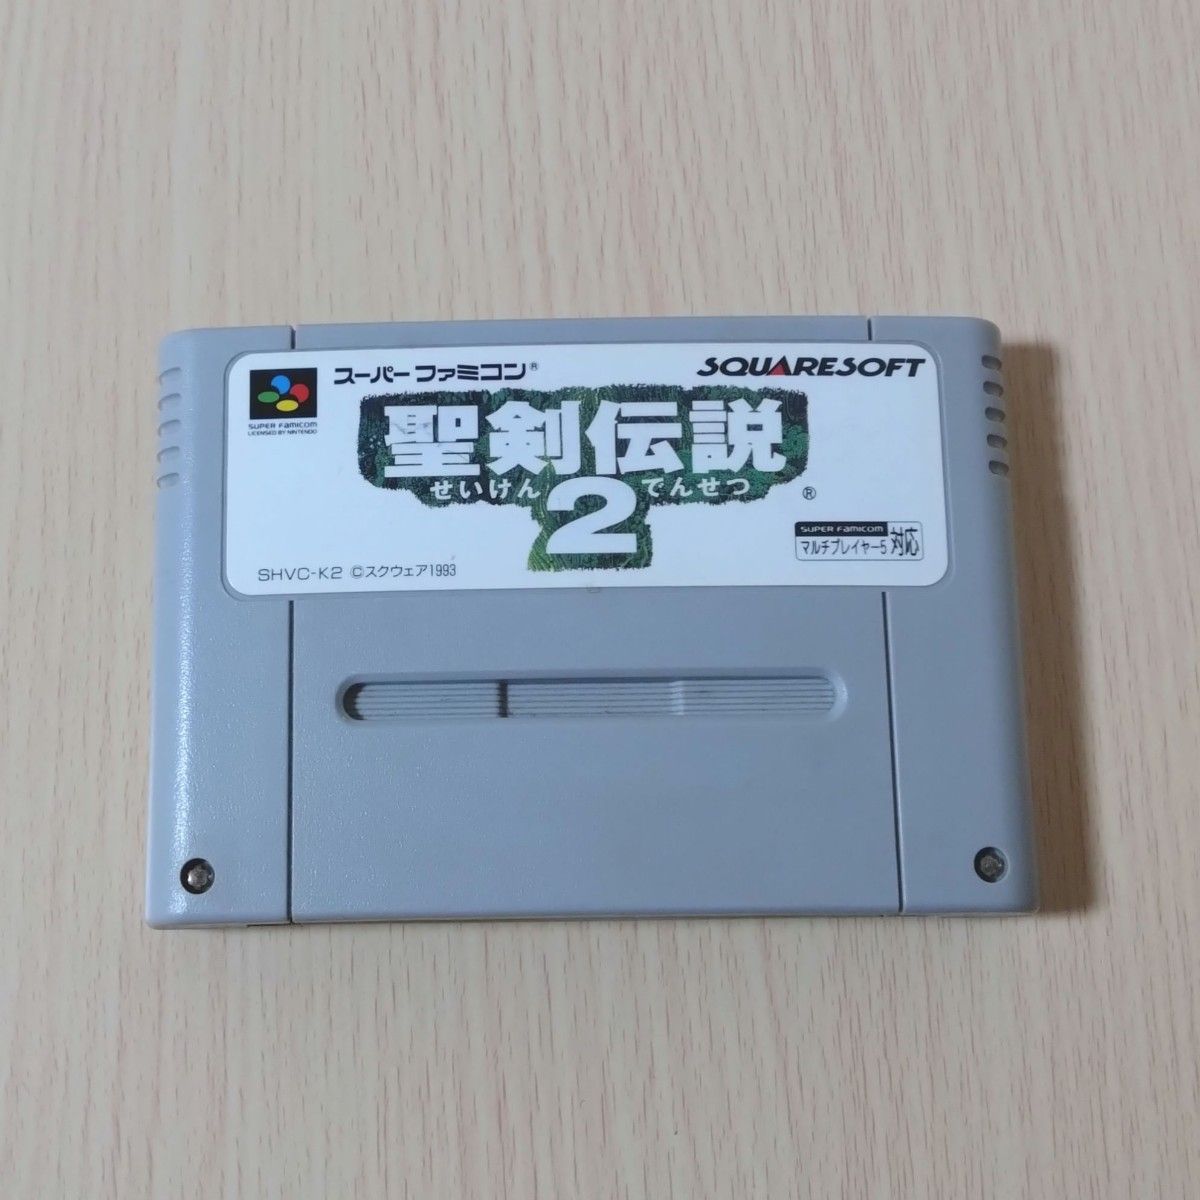 スーパーファミコン®
SQUARESOFT
SUPER FAMICOM
LICENSED BY NINTENDO
聖剣伝説
せいけん でんせつ
2
®
SUPER FAMICOM
マルチプレイヤー5 対応
SHVC-K2 ©スクウェア1993